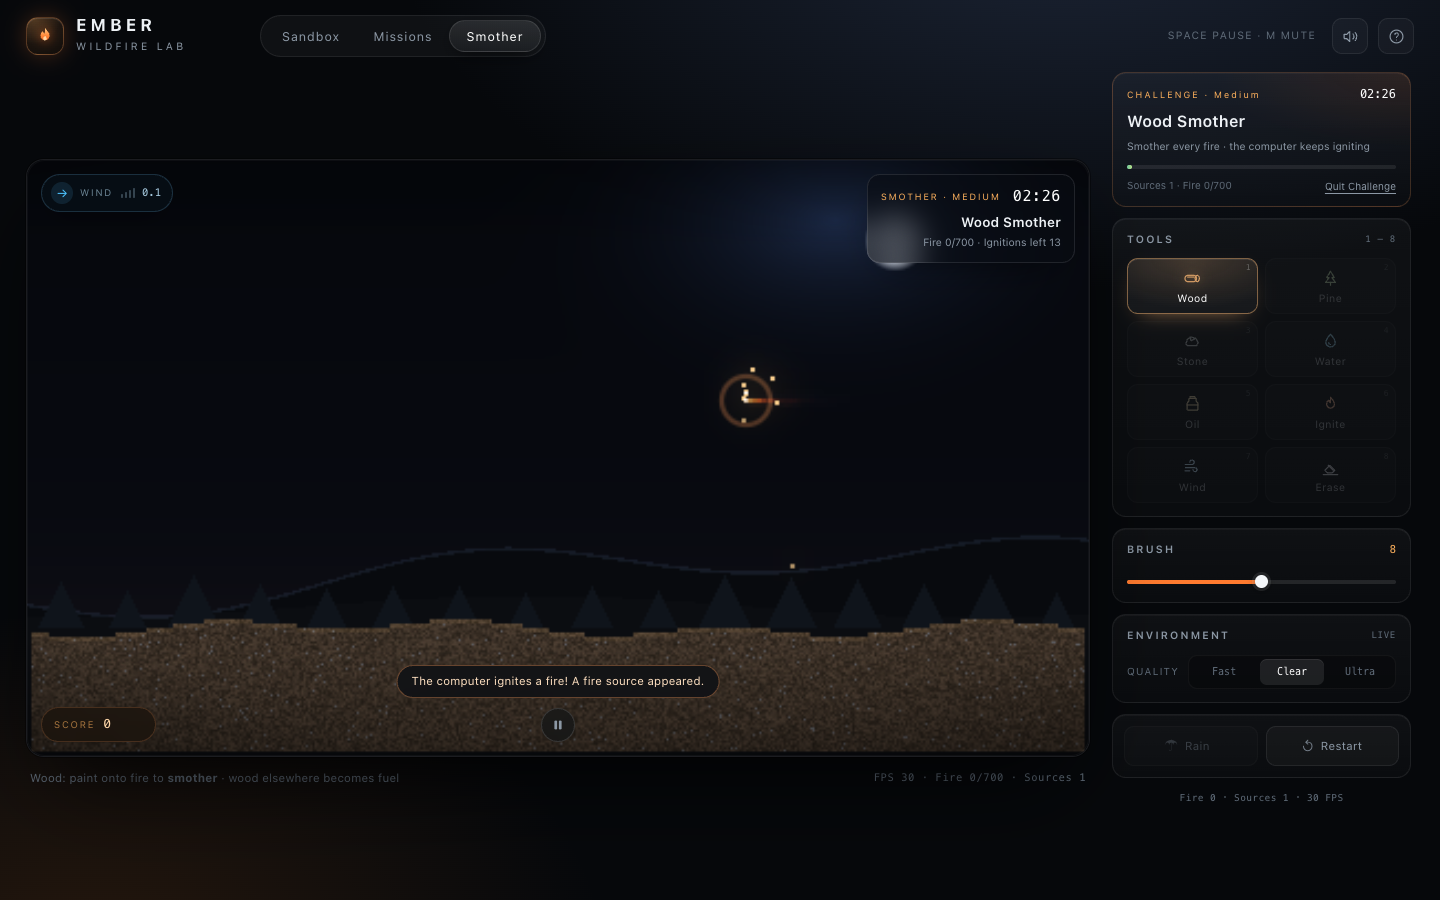 EMBER
WILDFIRE LAB
Sandbox
Missions
Smother
SPACE PAUSE · M MUTE
WIND 0.1
SMOTHER · MEDIUM 02:26
Wood Smother
Fire 0/700 · Ignitions left 13
The computer ignites a fire! A fire source appeared.
SCORE 0
Wood: paint onto fire to smother · wood elsewhere becomes fuel
FPS 30 · Fire 0/700 · Sources 1
CHALLENGE · Medium 02:26
Wood Smother
Smother every fire · the computer keeps igniting
Sources 1 · Fire 0/700
Quit Challenge
TOOLS 1 — 8
Wood 1
Pine
Stone
Water
Oil
Ignite
Wind
Erase
BRUSH 8
ENVIRONMENT LIVE
QUALITY Fast Clear Ultra
Rain
Restart
Fire 0 · Sources 1 · 30 FPS